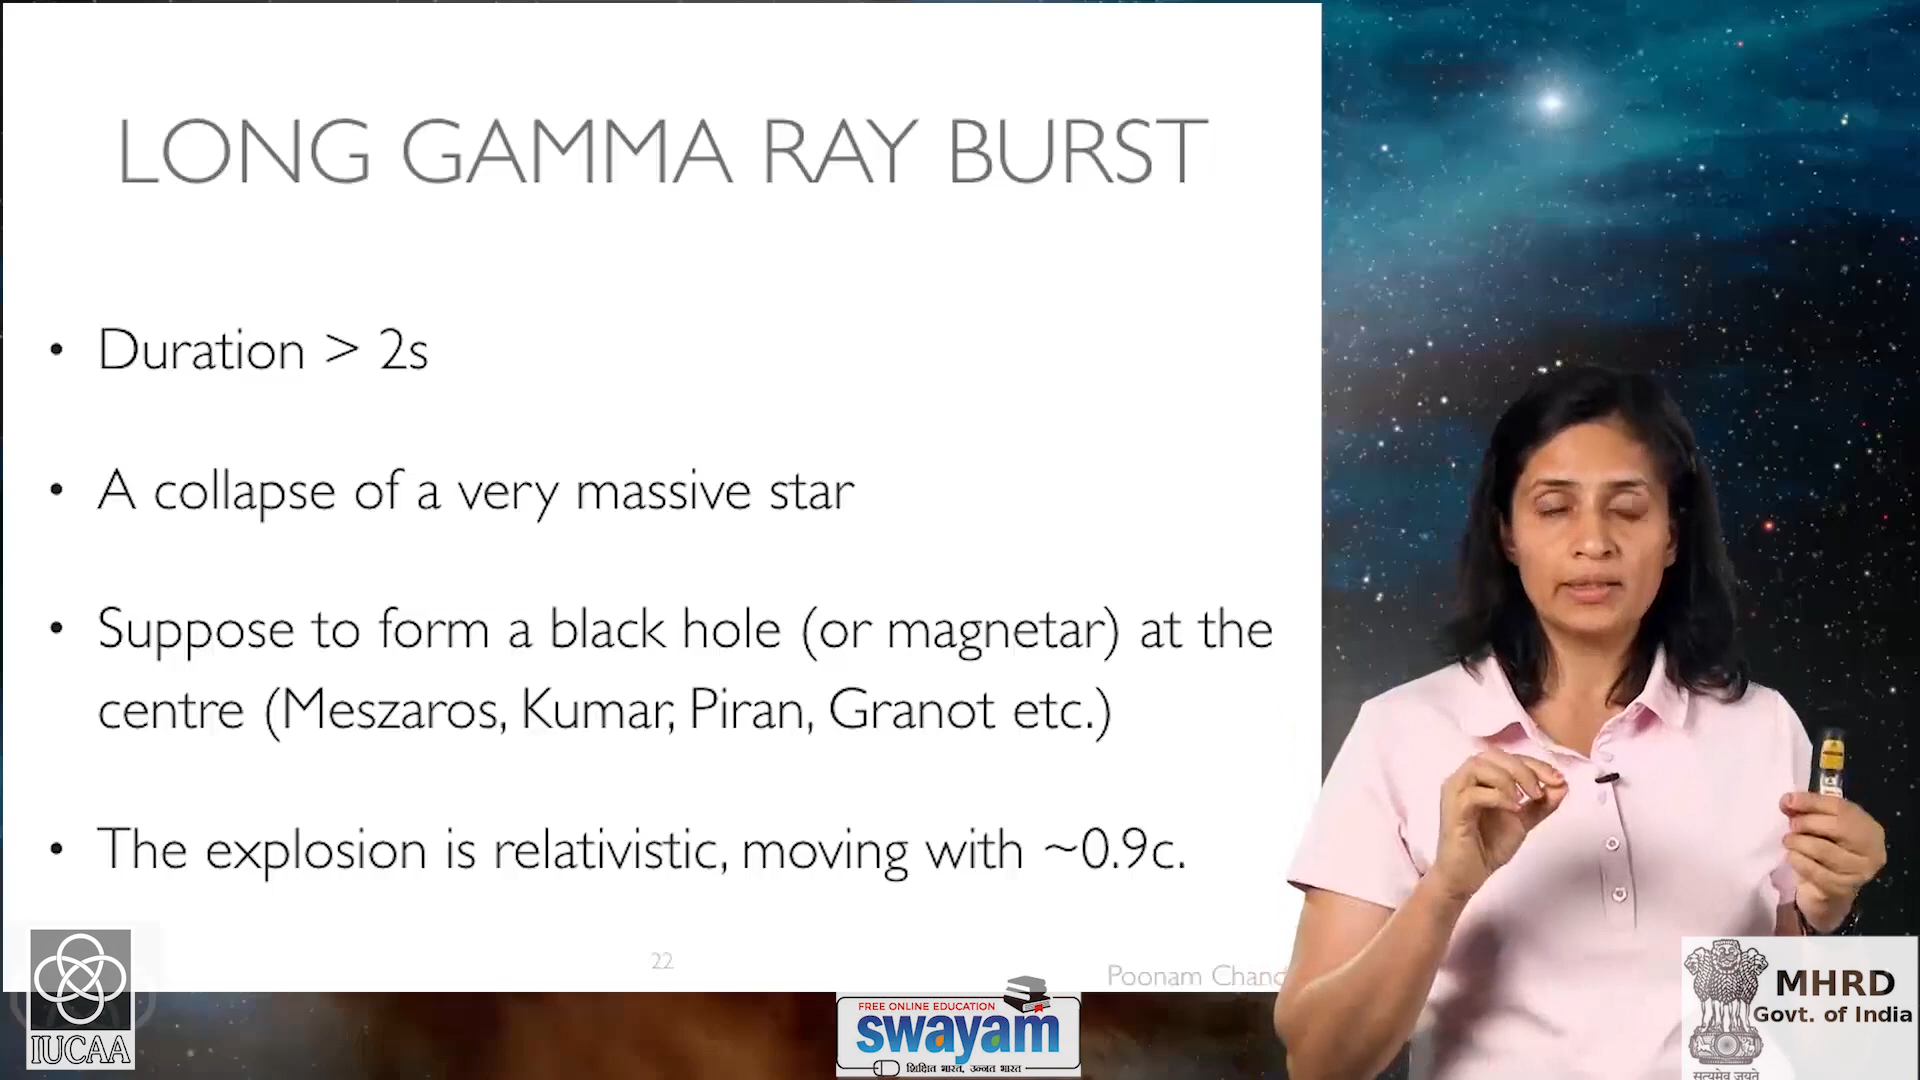 LONG GAMMA RAY BURST
• Duration > 2s
• A collapse of a very massive star
• Suppose to form a black hole (or magnetar) at the
centre (Meszaros, Kumar, Piran, Granot etc.)
• The explosion is relativistic, moving with ~0.9c.
22
Poonam Chand
IUCAA
FREE ONLINE EDUCATION
swayam
शिक्षित भारत, उन्नत भारत
MHRD
Govt. of India
सत्यमेव जयते